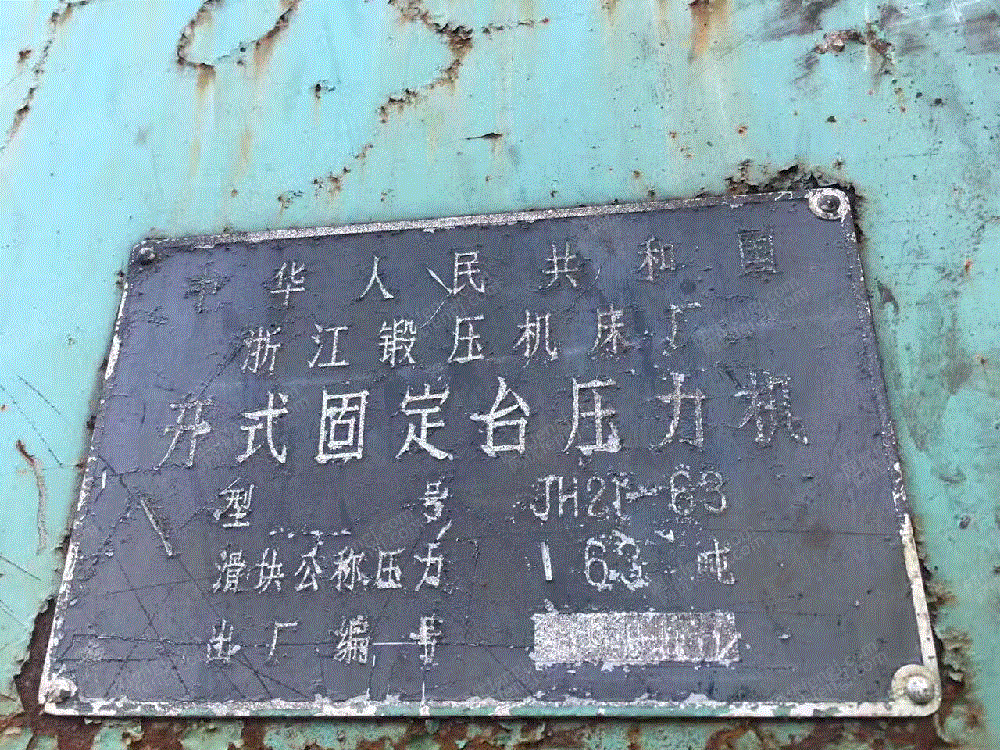 中华人民共和国
浙江锻压机床厂
开式固定台压力机
型号 JH21-63
滑块公称压力 63 吨
出厂编号